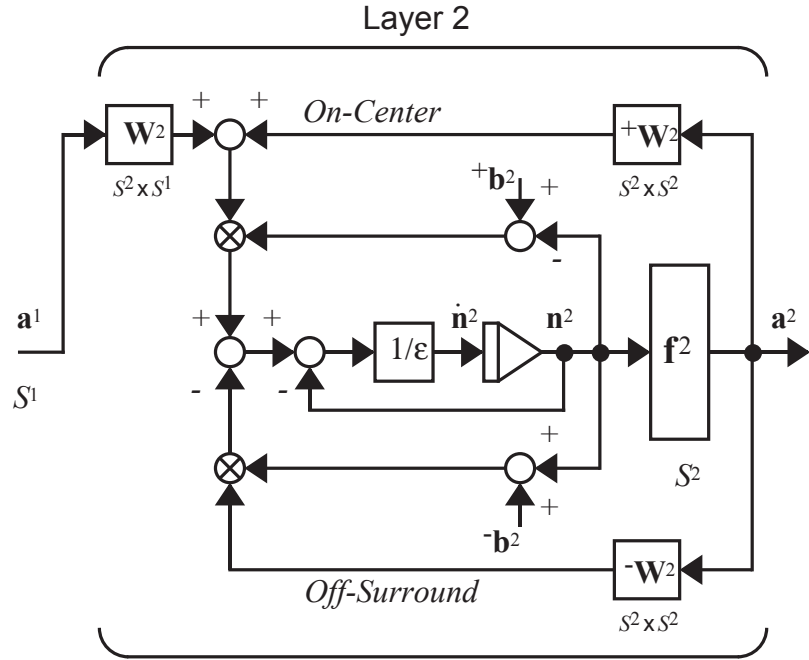 Layer 2
+ + On-Center
W² ⁺W²
S² x S¹ S² x S²
⁺b² +
-
a¹ + + ṅ² n² a²
1/ε f²
S¹ - -
S²
+
+
⁻b²
⁻W²
Off-Surround
S² x S²